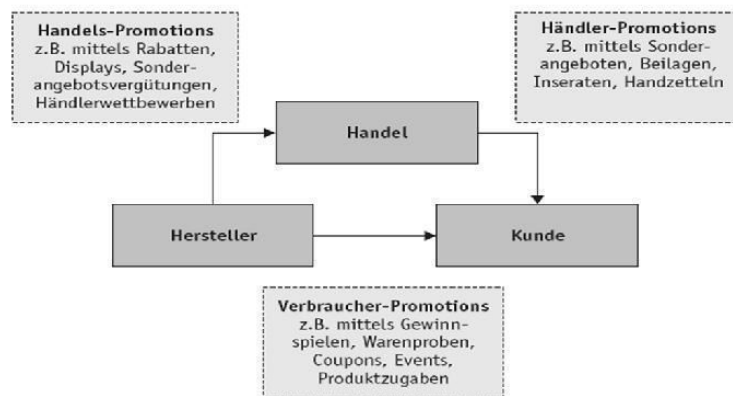 Handels-Promotions
z.B. mittels Rabatten,
Displays, Sonder-
angebotsvergütungen,
Händlerwettbewerben
Händler-Promotions
z.B. mittels Sonder-
angeboten, Beilagen,
Inseraten, Handzetteln
Handel
Hersteller
Kunde
Verbraucher-Promotions
z.B. mittels Gewinn-
spielen, Warenproben,
Coupons, Events,
Produktzugaben